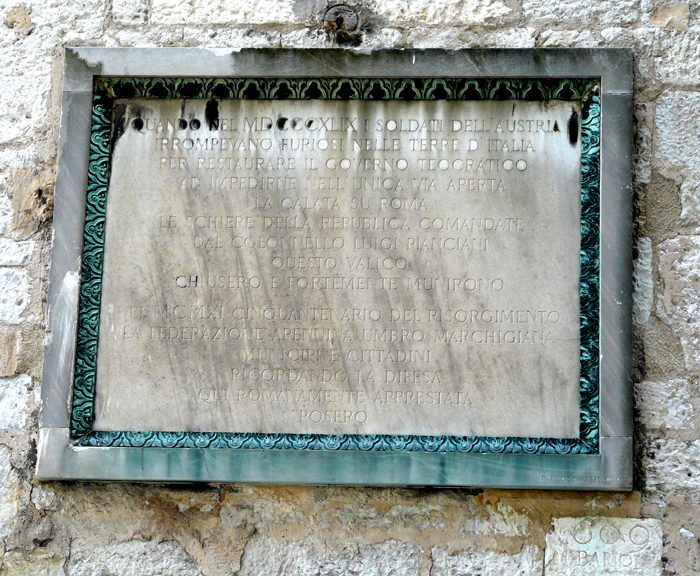 QUANDO NEL MDCCCXLIX I SOLDATI DELL'AUSTRIA
IRROMPEVANO FURIOSI NELLE TERRE D'ITALIA
PER RESTAURARE IL GOVERNO TEOCRATICO
AD IMPEDIRNE NELL'UNICA VIA APERTA
LA CALATA SU ROMA
LE SCHIERE DELLA REPUBLICA COMANDATE
DAL COLONNELLO LUIGI PIANCIANI
QUESTO VALICO
CHIUSERO E FORTEMENTE MUNIRONO
NEL MCMXI CINQUANTENARIO DEL RISORGIMENTO
LA FEDERAZIONE APENNINA UMBRO MARCHIGIANA
MUNICIPI E CITTADINI
RICORDANDO LA DIFESA
QUI ROMANAMENTE APPRESTATA
POSERO